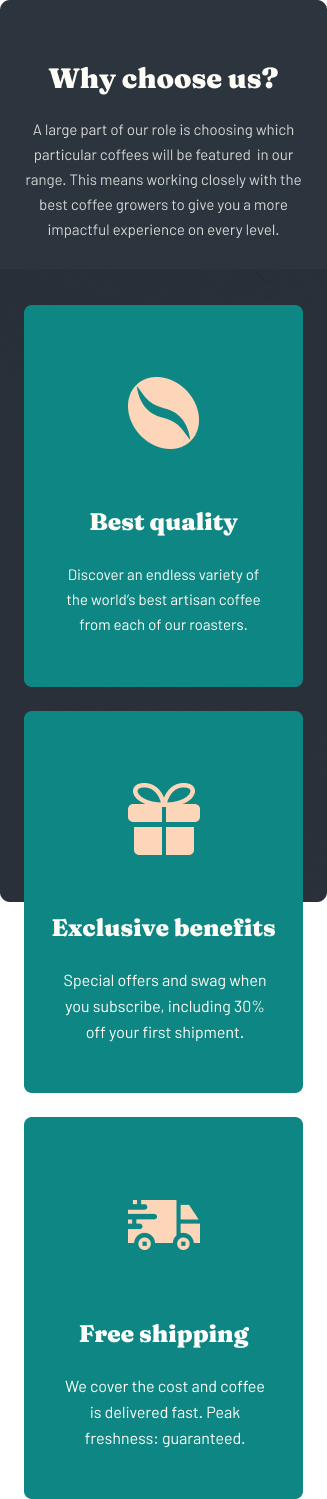 Why choose us?
A large part of our role is choosing which
particular coffees will be featured  in our
range. This means working closely with the
best coffee growers to give you a more
impactful experience on every level.
Best quality
Discover an endless variety of
the world’s best artisan coffee
from each of our roasters.
Exclusive benefits
Special offers and swag when
you subscribe, including 30%
off your first shipment.
Free shipping
We cover the cost and coffee
is delivered fast. Peak
freshness: guaranteed.